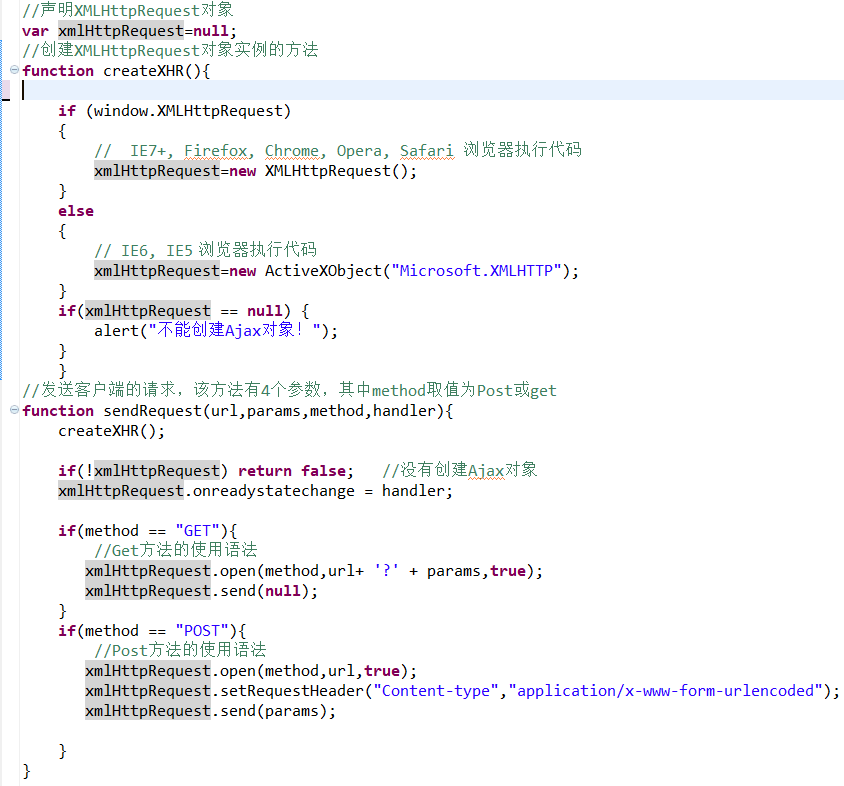 //声明XMLHttpRequest对象
var xmlHttpRequest=null;
//创建XMLHttpRequest对象实例的方法
function createXHR(){
if (window.XMLHttpRequest)
{
//  IE7+, Firefox, Chrome, Opera, Safari 浏览器执行代码
xmlHttpRequest=new XMLHttpRequest();
}
else
{
// IE6, IE5 浏览器执行代码
xmlHttpRequest=new ActiveXObject("Microsoft.XMLHTTP");
}
if(xmlHttpRequest == null) {
alert("不能创建Ajax对象！");
}
}
//发送客户端的请求，该方法有4个参数，其中method取值为Post或get
function sendRequest(url,params,method,handler){
createXHR();
if(!xmlHttpRequest) return false;   //没有创建Ajax对象
xmlHttpRequest.onreadystatechange = handler;
if(method == "GET"){
//Get方法的使用语法
xmlHttpRequest.open(method,url+ '?' + params,true);
xmlHttpRequest.send(null);
}
if(method == "POST"){
//Post方法的使用语法
xmlHttpRequest.open(method,url,true);
xmlHttpRequest.setRequestHeader("Content-type","application/x-www-form-urlencoded");
xmlHttpRequest.send(params);
}
}